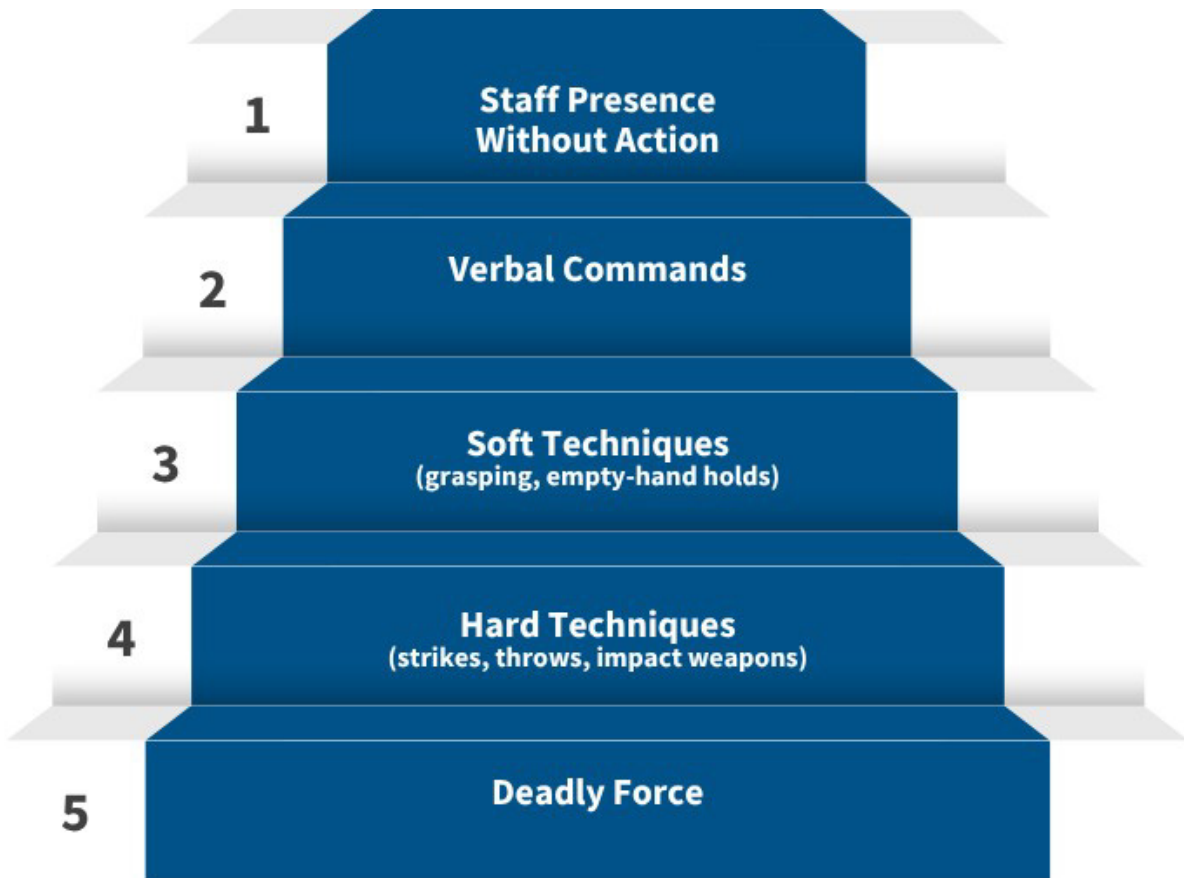 1
Staff Presence
Without Action
2
Verbal Commands
3
Soft Techniques
(grasping, empty-hand holds)
4
Hard Techniques
(strikes, throws, impact weapons)
5
Deadly Force